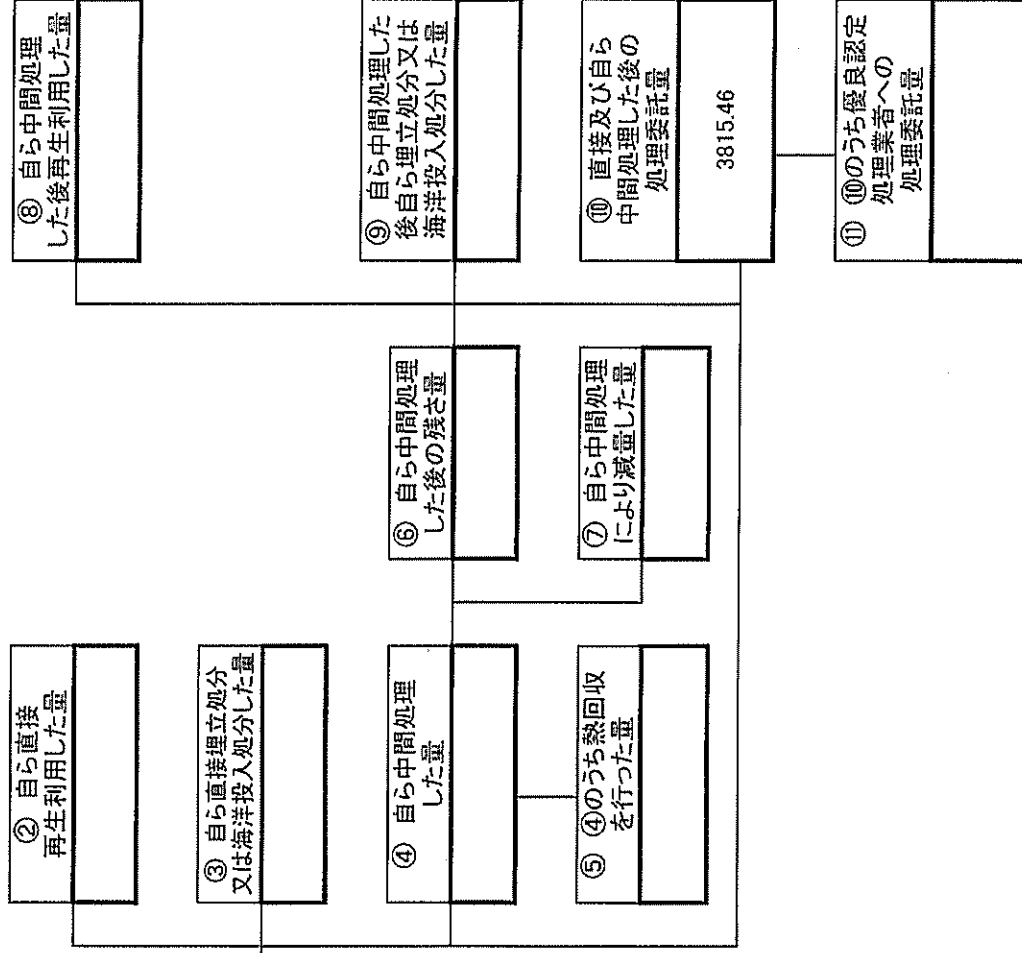 ② 自ら直接
再生利用した量
③ 自ら直接埋立処分
又は海洋投入処分した量
④ 自ら中間処理
した量
⑤ ④のうち熱回収
を行った量
⑥ 自ら中間処理
した後の残さ量
⑦ 自ら中間処理
により減量した量
⑧ 自ら中間処理
した後再生利用した量
⑨ 自ら中間処理した
後自ら埋立処分又は
海洋投入処分した量
⑩ 直接及び自ら
中間処理した後の
処理委託量
3815.46
⑪ ⑩のうち優良認定
処理業者への
処理委託量